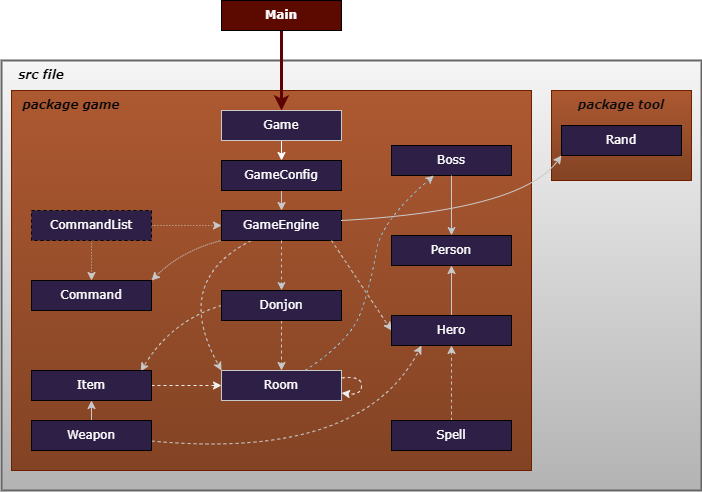 Main
src file
package game
package tool
Game
Rand
Boss
GameConfig
CommandList
GameEngine
Person
Command
Donjon
Hero
Item
Room
Weapon
Spell